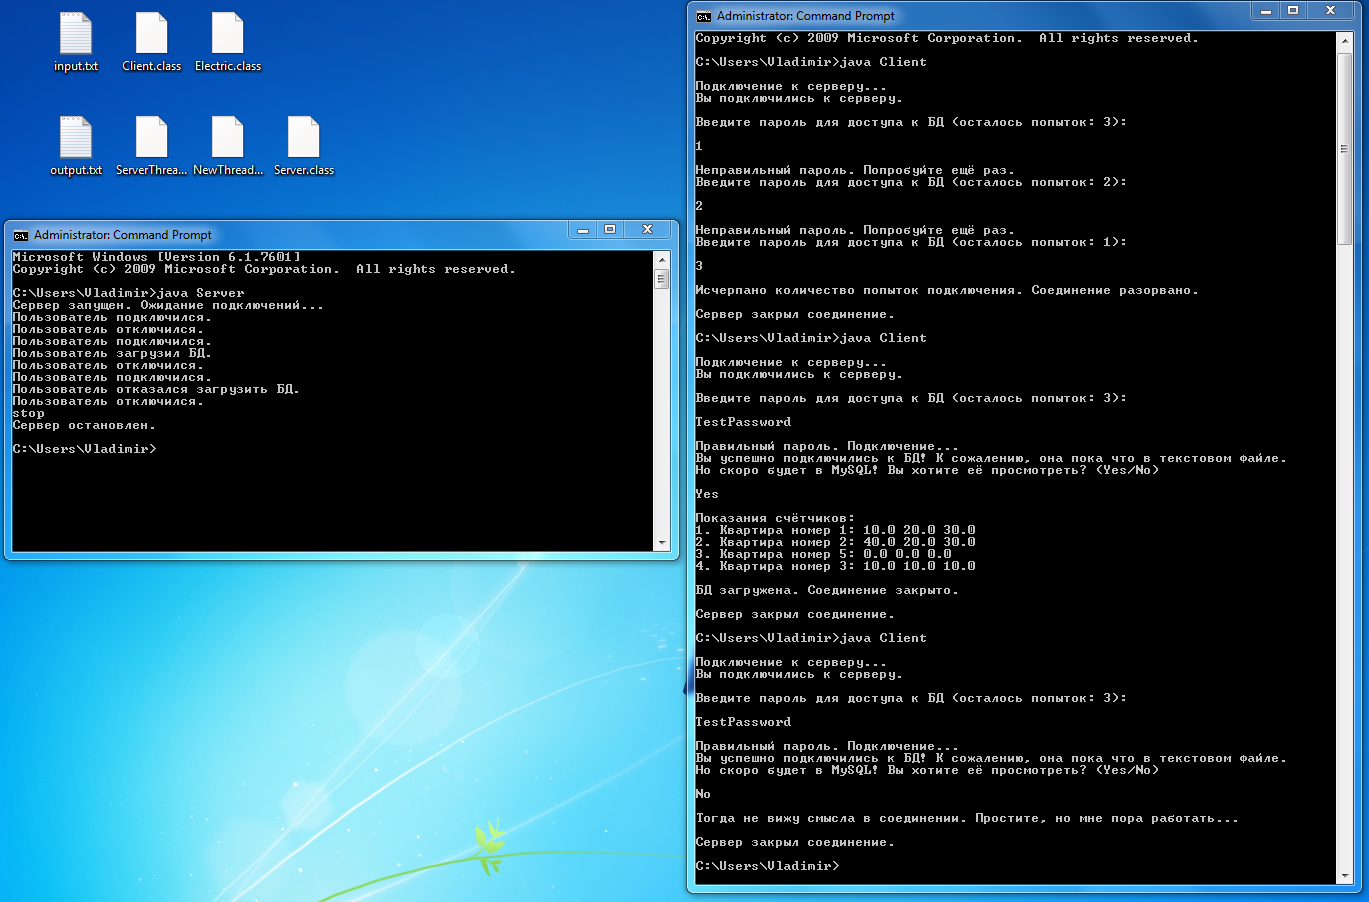 input.txt
Client.class
Electric.class
output.txt
ServerThrea...
NewThread...
Server.class
Administrator: Command Prompt
Microsoft Windows [Version 6.1.7601]
Copyright (c) 2009 Microsoft Corporation.  All rights reserved.
C:\Users\Vladimir>java Server
Сервер запущен. Ожидание подключений...
Пользователь подключился.
Пользователь отключился.
Пользователь подключился.
Пользователь загрузил БД.
Пользователь отключился.
Пользователь подключился.
Пользователь отказался загрузить БД.
Пользователь отключился.
stop
Сервер остановлен.
C:\Users\Vladimir>
Administrator: Command Prompt
Copyright (c) 2009 Microsoft Corporation.  All rights reserved.
C:\Users\Vladimir>java Client
Подключение к серверу...
Вы подключились к серверу.
Введите пароль для доступа к БД (осталось попыток: 3):
1
Неправильный пароль. Попробуйте ещё раз.
Введите пароль для доступа к БД (осталось попыток: 2):
2
Неправильный пароль. Попробуйте ещё раз.
Введите пароль для доступа к БД (осталось попыток: 1):
3
Исчерпано количество попыток подключения. Соединение разорвано.
Сервер закрыл соединение.
C:\Users\Vladimir>java Client
Подключение к серверу...
Вы подключились к серверу.
Введите пароль для доступа к БД (осталось попыток: 3):
TestPassword
Правильный пароль. Подключение...
Вы успешно подключились к БД! К сожалению, она пока что в текстовом файле.
Но скоро будет в MySQL! Вы хотите её просмотреть? (Yes/No)
Yes
Показания счётчиков:
1. Квартира номер 1: 10.0 20.0 30.0
2. Квартира номер 2: 40.0 20.0 30.0
3. Квартира номер 5: 0.0 0.0 0.0
4. Квартира номер 3: 10.0 10.0 10.0
БД загружена. Соединение закрыто.
Сервер закрыл соединение.
C:\Users\Vladimir>java Client
Подключение к серверу...
Вы подключились к серверу.
Введите пароль для доступа к БД (осталось попыток: 3):
TestPassword
Правильный пароль. Подключение...
Вы успешно подключились к БД! К сожалению, она пока что в текстовом файле.
Но скоро будет в MySQL! Вы хотите её просмотреть? (Yes/No)
No
Тогда не вижу смысла в соединении. Простите, но мне пора работать...
Сервер закрыл соединение.
C:\Users\Vladimir>